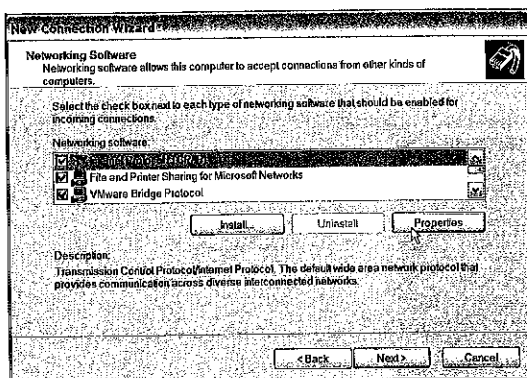 New Connection Wizard
Networking Software
Networking software allows this computer to accept connections from other kinds of
computers.
Select the check box next to each type of networking software that should be enabled for
incoming connections.
Networking software:
File and Printer Sharing for Microsoft Networks
VMware Bridge Protocol
Install...
Uninstall
Properties
Description:
Transmission Control Protocol/Internet Protocol. The default wide area network protocol that
provides communication across diverse interconnected networks.
< Back
Next >
Cancel